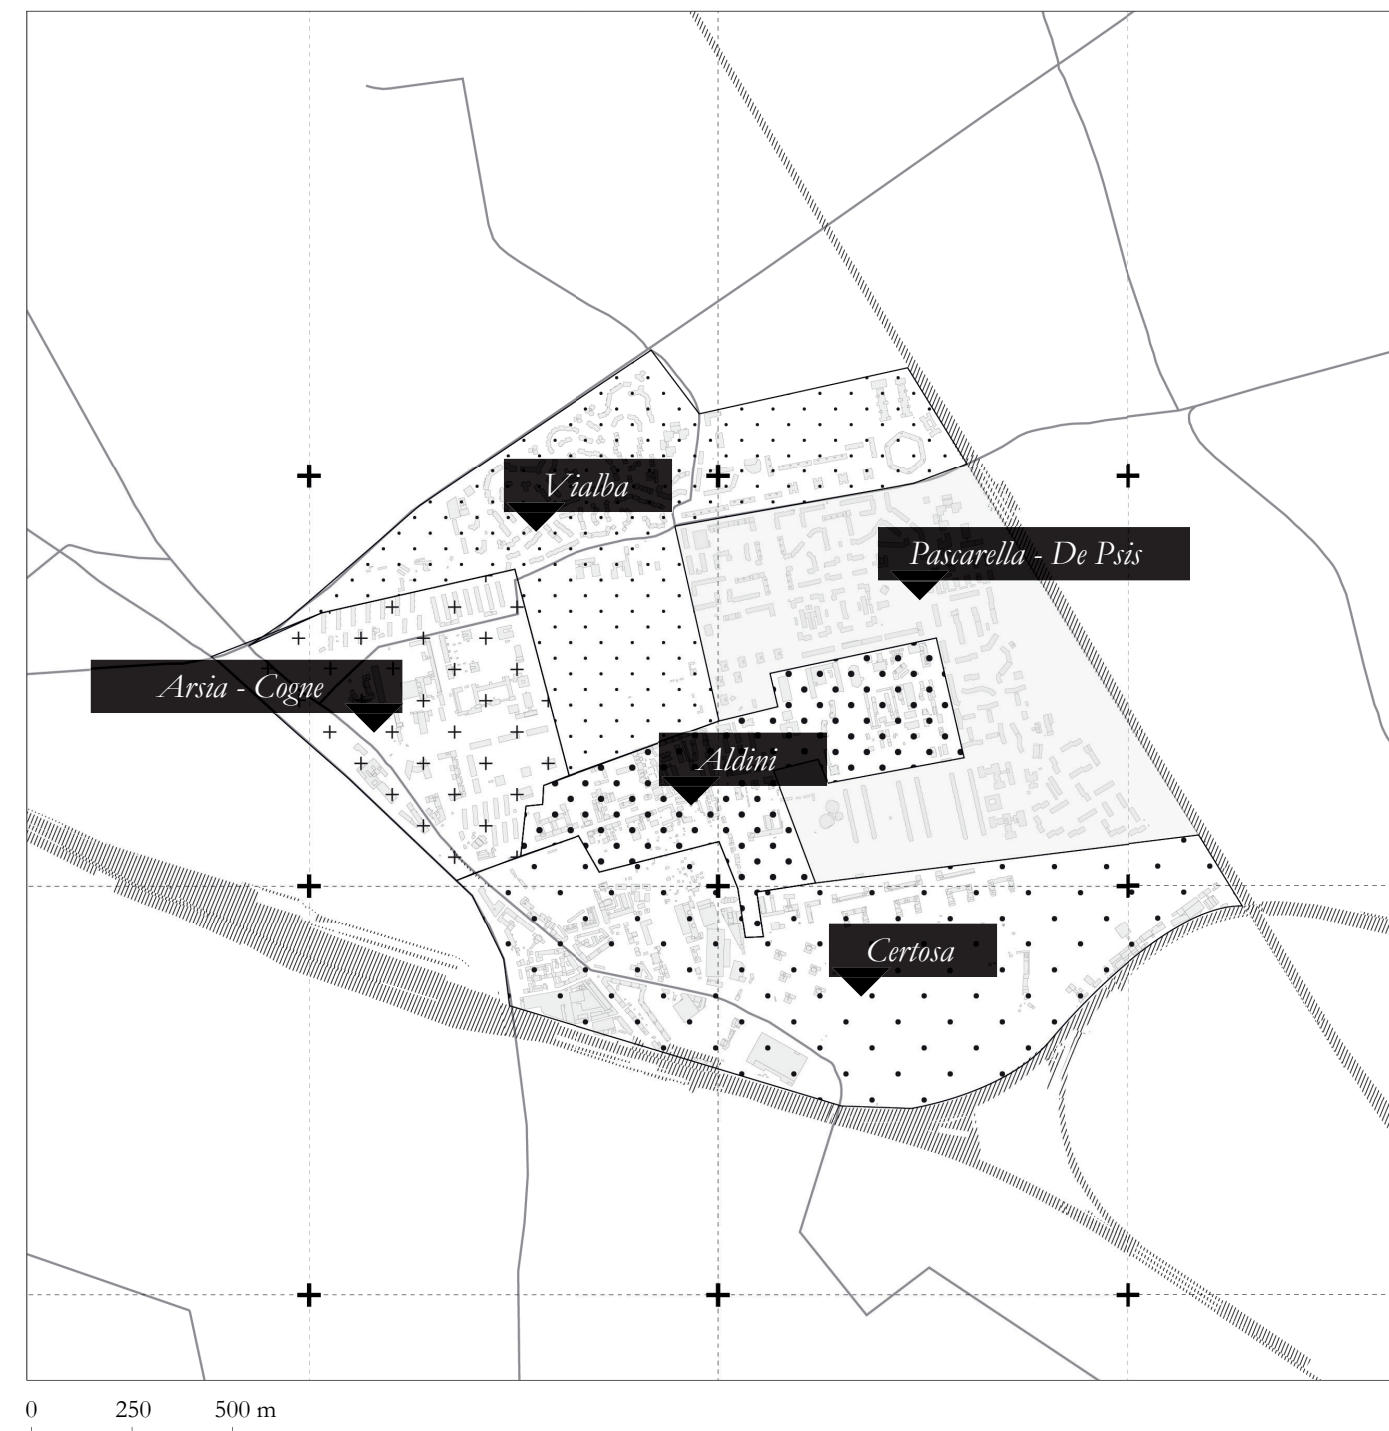 Vialba
Pascarella - De Psis
Arsia - Cogne
Aldini
Certosa
0 250 500 m